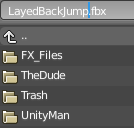 LayedBackJump.fbx
..
FX_Files
TheDude
Trash
UnityMan